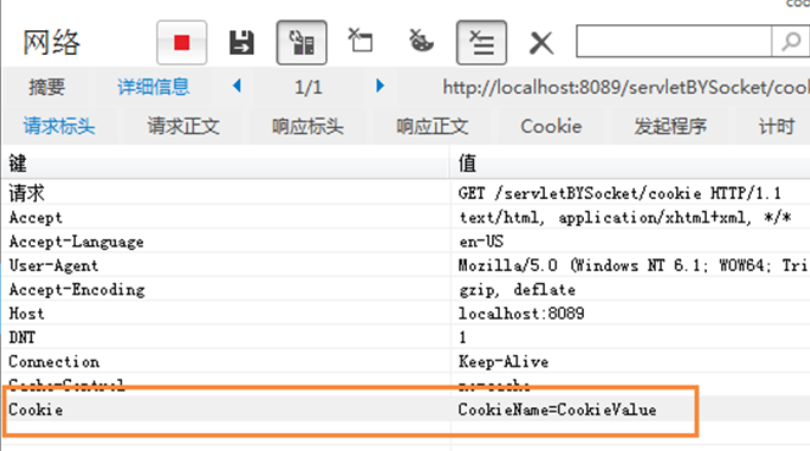 coo
网络
摘要 详细信息 1/1 http://localhost:8089/servletBYSocket/coo
请求标头 请求正文 响应标头 响应正文 Cookie 发起程序 计时
键 值
请求 GET /servletBYSocket/cookie HTTP/1.1
Accept text/html, application/xhtml+xml, */*
Accept-Language en-US
User-Agent Mozilla/5.0 (Windows NT 6.1; WOW64; Tri
Accept-Encoding gzip, deflate
Host localhost:8089
DNT 1
Connection Keep-Alive
Cache-Control no-cache
Cookie CookieName=CookieValue